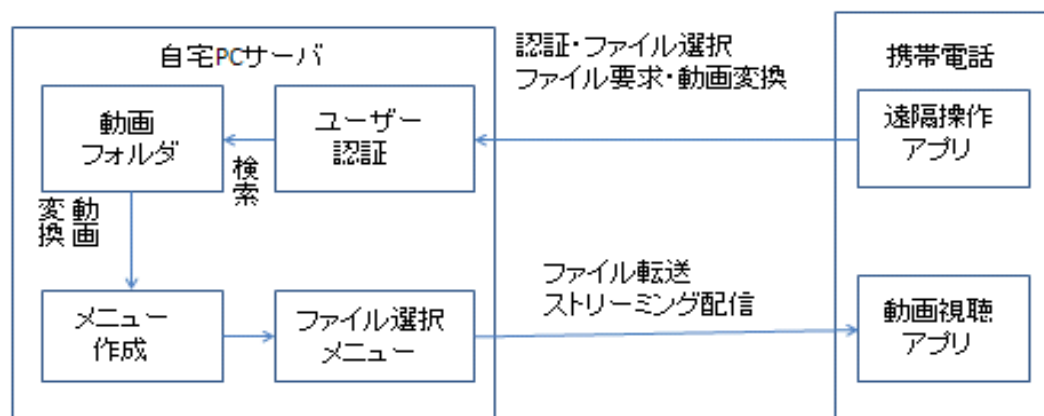 自宅PCサーバ
動画
フォルダ
ユーザー
認証
検索
動画
変換
メニュー
作成
ファイル選択
メニュー
認証・ファイル選択
ファイル要求・動画変換
ファイル転送
ストリーミング配信
携帯電話
遠隔操作
アプリ
動画視聴
アプリ